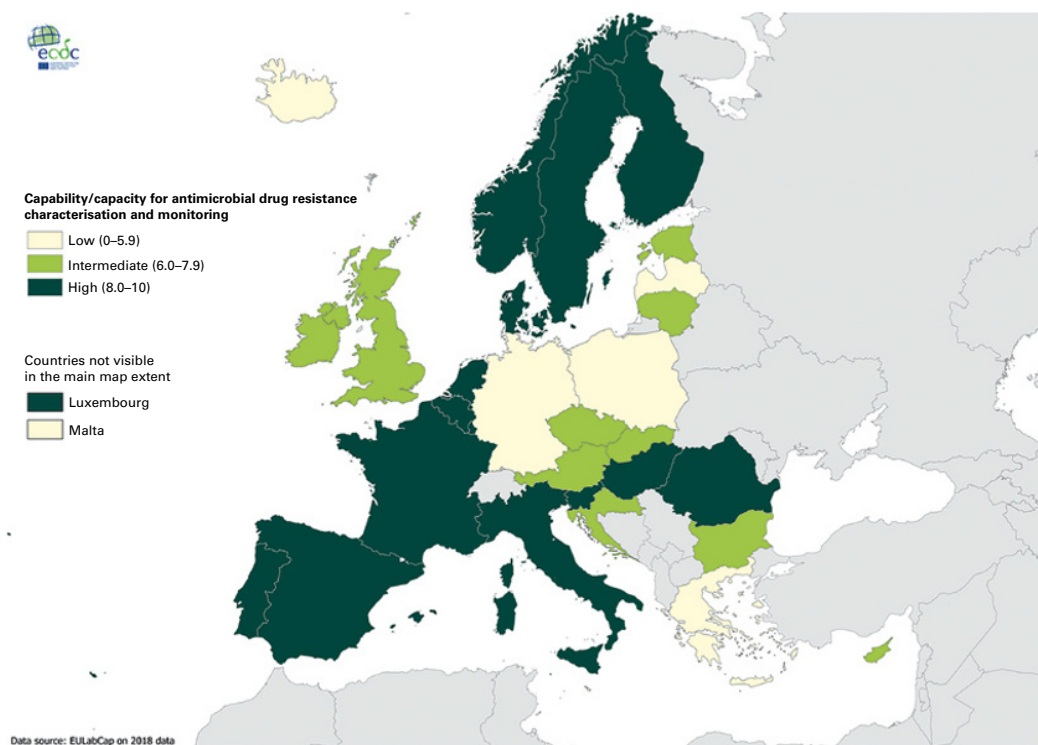 ecdc
Capability/capacity for antimicrobial drug resistance
characterisation and monitoring
Low (0–5.9)
Intermediate (6.0–7.9)
High (8.0–10)
Countries not visible
in the main map extent
Luxembourg
Malta
Data source: EULabCap on 2018 data